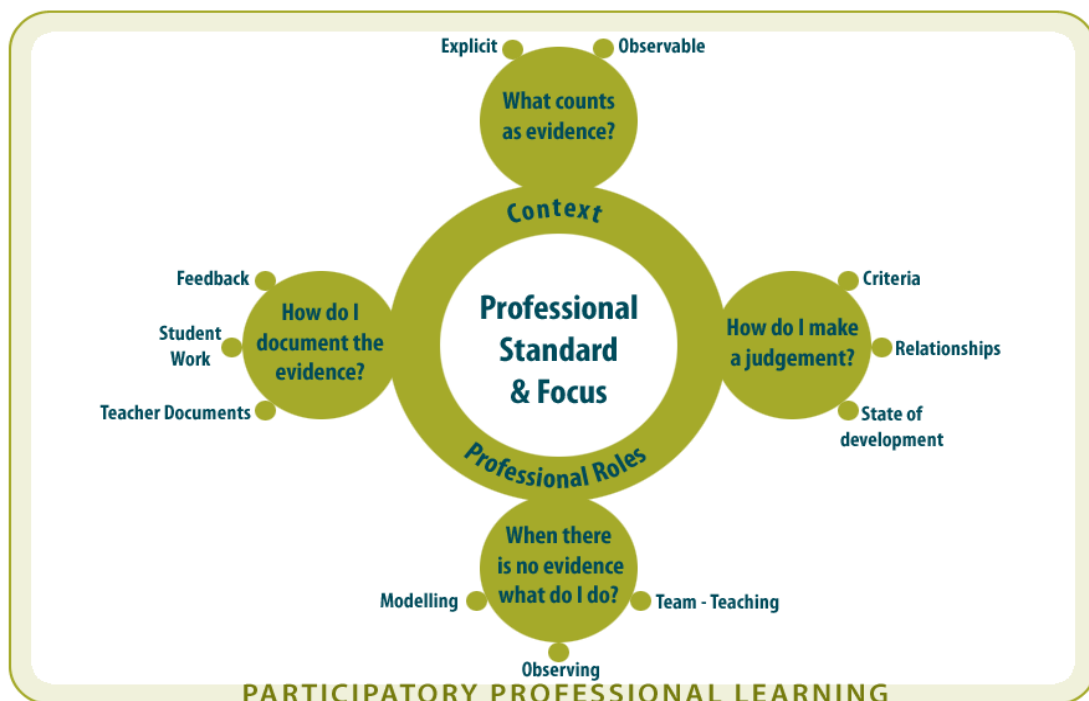 Explicit
Observable
What counts
as evidence?
Context
Feedback
Student
Work
Teacher Documents
How do I
document the
evidence?
Professional
Standard
& Focus
How do I make
a judgement?
Criteria
Relationships
State of
development
Professional Roles
When there
is no evidence
what do I do?
Modelling
Team - Teaching
Observing
PARTICIPATORY PROFESSIONAL LEARNING